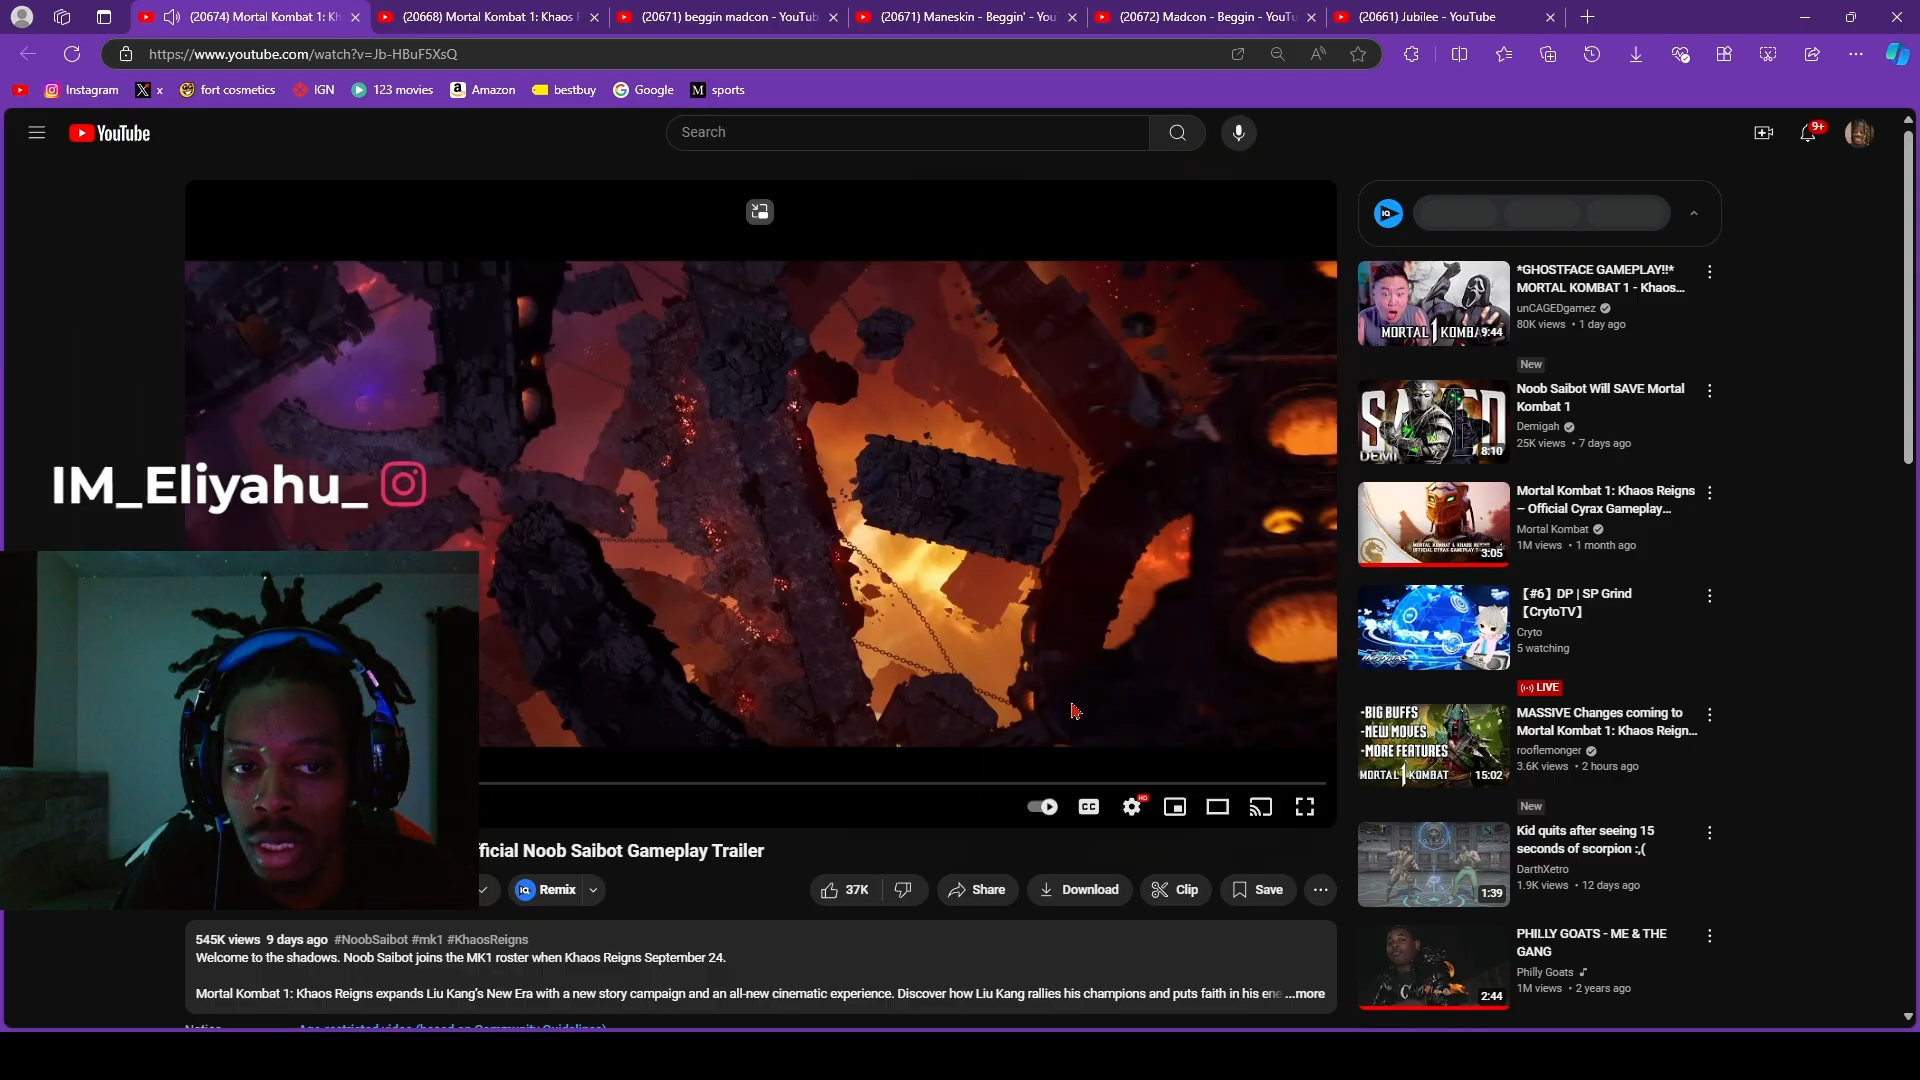 (20674) Mortal Kombat 1: Kh
(20668) Mortal Kombat 1: Khaos F
(20671) beggin madcon - YouTub
(20671) Maneskin - Beggin' - You
(20672) Madcon - Beggin - YouTu
(20661) Jubilee - YouTube
https://www.youtube.com/watch?v=Jb-HBuF5XsQ
Instagram
x
fort cosmetics
IGN
123 movies
Amazon
bestbuy
Google
M sports
YouTube
Search
9+
IQ
*GHOSTFACE GAMEPLAY!!*
MORTAL KOMBAT 1 - Khaos...
unCAGEDgamez
80K views • 1 day ago
New
MORTAL 1 KOMBA
9:44
Noob Saibot Will SAVE Mortal
Kombat 1
Demigah
25K views • 7 days ago
DEMI
8:10
Mortal Kombat 1: Khaos Reigns
– Official Cyrax Gameplay...
Mortal Kombat
1M views • 1 month ago
3:05
【#6】DP | SP Grind
【CrytoTV】
Cryto
5 watching
LIVE
MASSIVE Changes coming to
Mortal Kombat 1: Khaos Reign...
rooflemonger
3.6K views • 2 hours ago
New
-BIG BUFFS
-NEW MOVES
-MORE FEATURES
MORTAL 1 KOMBAT
15:02
Kid quits after seeing 15
seconds of scorpion :,(
DarthXetro
1.9K views • 12 days ago
1:39
PHILLY GOATS - ME & THE
GANG
Philly Goats
1M views • 2 years ago
2:44
IM_Eliyahu_
CC
HD
ficial Noob Saibot Gameplay Trailer
IQ Remix
37K
Share
Download
Clip
Save
545K views 9 days ago #NoobSaibot #mk1 #KhaosReigns
Welcome to the shadows. Noob Saibot joins the MK1 roster when Khaos Reigns September 24.
Mortal Kombat 1: Khaos Reigns expands Liu Kang's New Era with a new story campaign and an all-new cinematic experience. Discover how Liu Kang rallies his champions and puts faith in his ene ...more